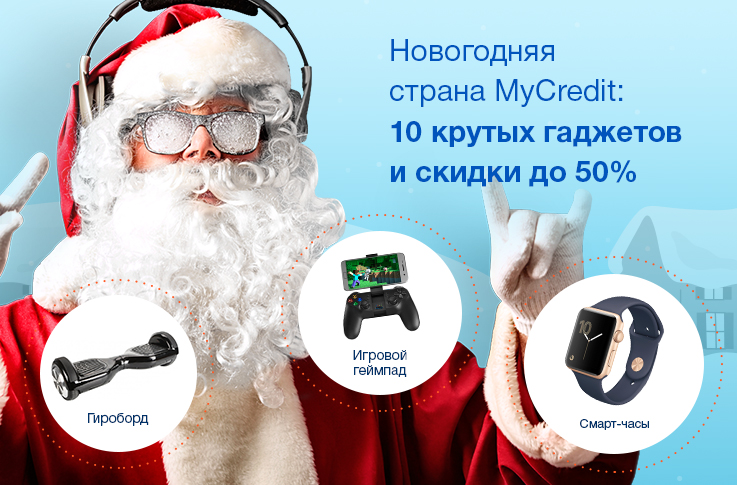 Новогодняя
страна MyCredit:
10 крутых гаджетов
и скидки до 50%
Игровой
геймпад
Гироборд
Смарт-часы